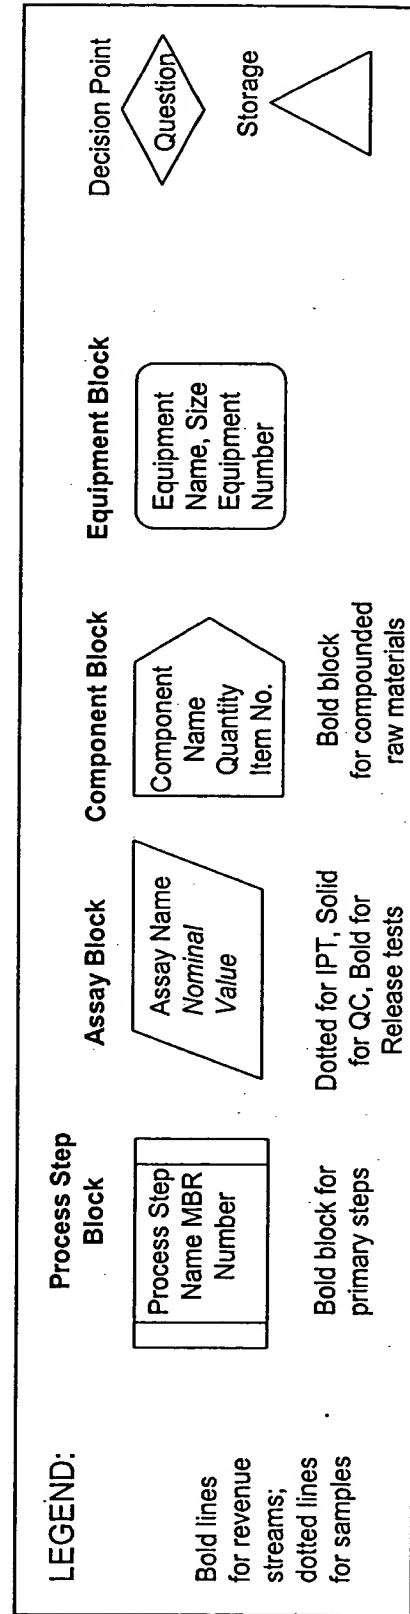 LEGEND:
Bold lines
for revenue
streams;
dotted lines
for samples
Process Step
Block
Process Step
Name MBR
Number
Bold block for
primary steps
Assay Block
Assay Name
Nominal
Value
Dotted for IPT, Solid
for QC, Bold for
Release tests
Component Block
Component
Name
Quantity
Item No.
Bold block
for compounded
raw materials
Equipment Block
Equipment
Name, Size
Equipment
Number
Decision Point
Question
Storage